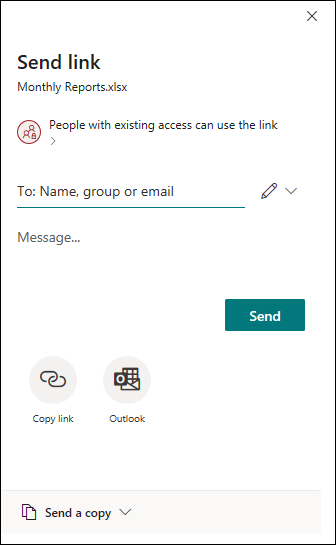 Send link
Monthly Reports.xlsx
People with existing access can use the link
To: Name, group or email
Message...
Send
Copy link
Outlook
Send a copy